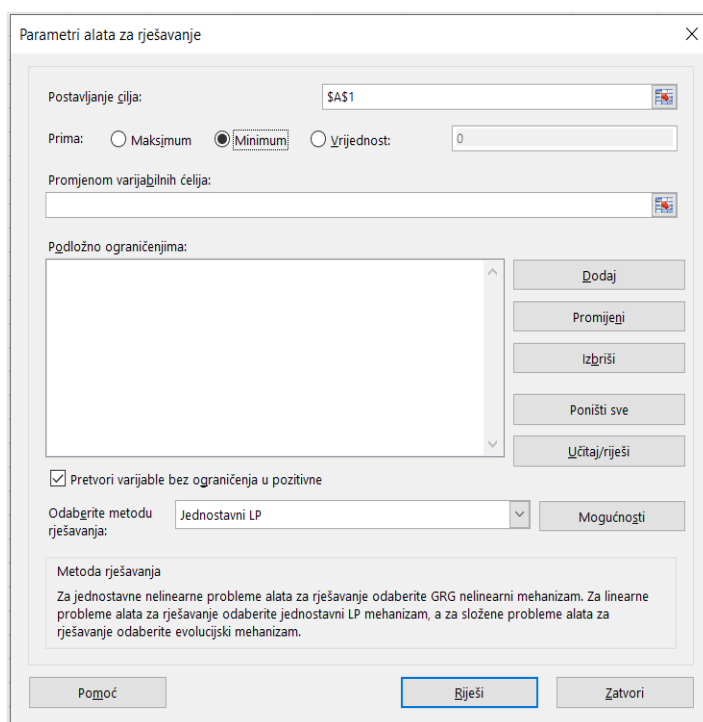 Parametri alata za rješavanje
Postavljanje cilja: $A$1
Prima: Maksimum Minimum Vrijednost: 0
Promjenom varijabilnih ćelija:
Podložno ograničenjima:
Dodaj
Promijeni
Izbriši
Poništi sve
Učitaj/riješi
Pretvori varijable bez ograničenja u pozitivne
Odaberite metodu
rješavanja:
Jednostavni LP
Mogućnosti
Metoda rješavanja
Za jednostavne nelinearne probleme alata za rješavanje odaberite GRG nelinearni mehanizam. Za linearne
probleme alata za rješavanje odaberite jednostavni LP mehanizam, a za složene probleme alata za
rješavanje odaberite evolucijski mehanizam.
Pomoć Riješi Zatvori